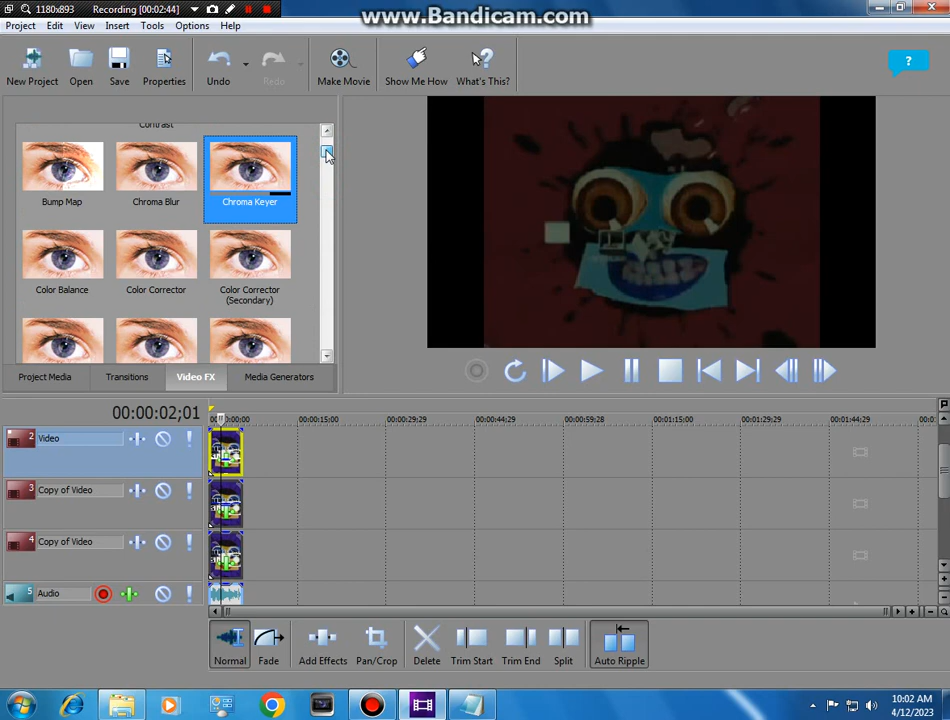 1180x893 Recording [00:02:44]
www.Bandicam.com
Project Edit View Insert Tools Options Help
New Project Open Save Properties Undo Redo Make Movie Show Me How What's This? ?
Contrast
Bump Map Chroma Blur Chroma Keyer
Color Balance Color Corrector Color Corrector
(Secondary)
Project Media Transitions Video FX Media Generators
00:00:02;01
00:00:15;00 00:00:29;29 00:00:44;29 00:00:59;28 00:01:15;00 00:01:29;29 00:01:44;29
2 Video
3 Copy of Video
4 Copy of Video
5 Audio
Normal Fade Add Effects Pan/Crop Delete Trim Start Trim End Split Auto Ripple
10:02 AM
4/12/2023